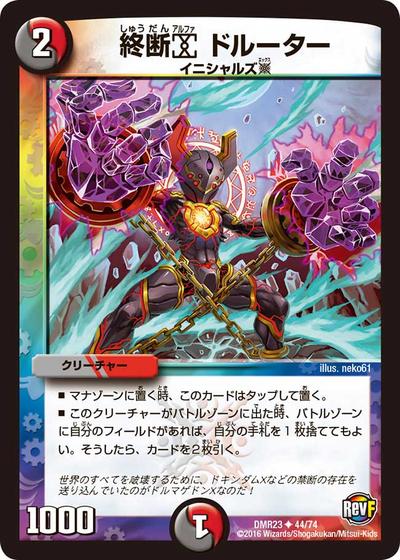 2
しゅうだん アルファ
終断α ドルーター
エックス
イニシャルズ※
illus. neko61
クリーチャー
■ マナゾーンに置く時、このカードはタップして置く。
■ このクリーチャーがバトルゾーンに出た時、バトルゾーン
に自分のフィールドがあれば、自分の手札を1枚捨ててもよ
い。そうしたら、カードを2枚引く。
世界のすべてを破壊するために、ドキンダムXなどの禁断の存在を
送り込んでいたのがドルマゲドンXなのだ!
RevF
1000
1
DMR23 ◆ 44/74
©2016 Wizards/Shogakukan/Mitsui-Kids